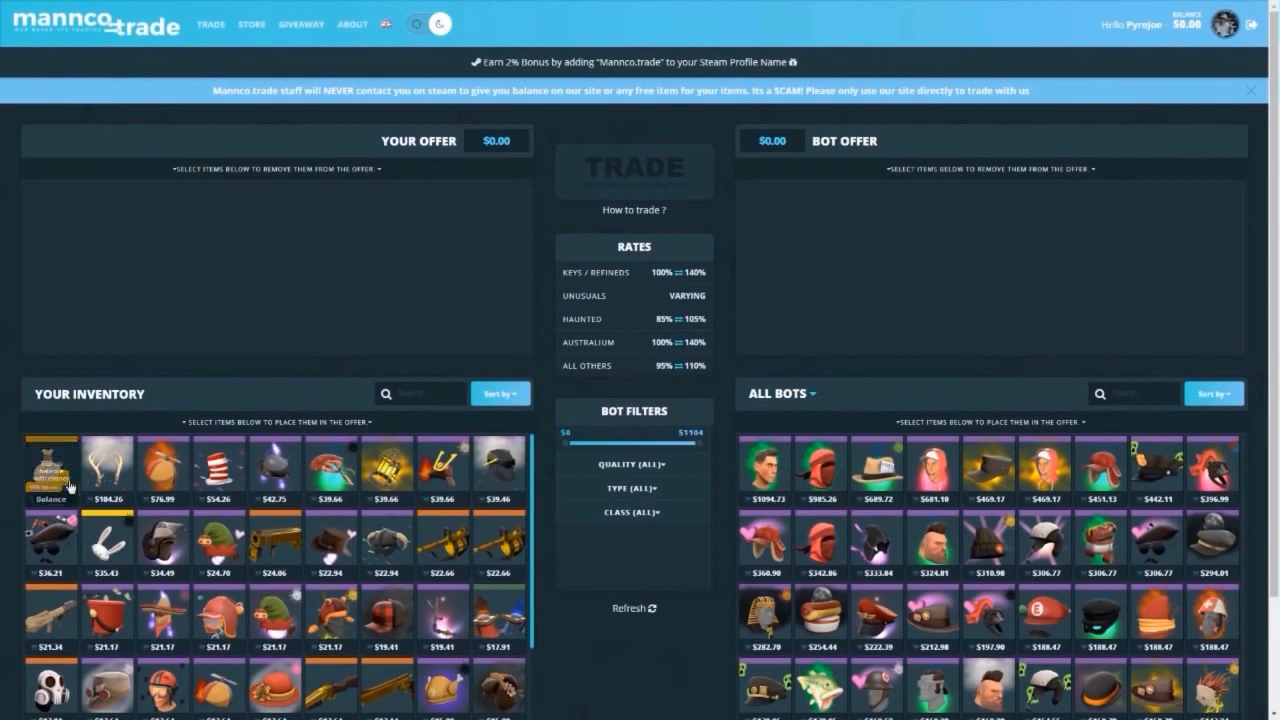 mannco.trade
TRADE STORE GIVEAWAY ABOUT
Hello PyroJoe -
BALANCE
$0.00
Earn 2% Bonus by adding "Mannco.trade" to your Steam Profile Name
Mannco.trade staff will NEVER contact you on steam to give you balance on our site or any free item for your items. Its a SCAM! Please only use our site directly to trade with us
YOUR OFFER $0.00
SELECT ITEMS BELOW TO REMOVE THEM FROM THE OFFER.
TRADE
How to trade ?
$0.00 BOT OFFER
SELECT ITEMS BELOW TO REMOVE THEM FROM THE OFFER.
RATES
KEYS / REFINEDS 100% ⇄ 140%
UNUSUALS VARYING
HAUNTED 85% ⇄ 105%
AUSTRALIUM 100% ⇄ 140%
ALL OTHERS 95% ⇄ 110%
BOT FILTERS
$0 $1104
QUALITY (ALL)
TYPE (ALL)
CLASS (ALL)
Refresh
YOUR INVENTORY
Sort by
SELECT ITEMS BELOW TO PLACE THEM IN THE OFFER.
Balance $104.26 $76.99 $54.26 $42.75 $39.66 $39.66 $39.66 $39.46
$36.21 $35.43 $34.49 $24.70 $24.06 $22.94 $22.94 $22.66 $22.66
$21.34 $21.17 $21.17 $21.17 $21.17 $21.17 $19.41 $19.41 $17.91
ALL BOTS
Sort by
SELECT ITEMS BELOW TO PLACE THEM IN THE OFFER.
$1094.73 $985.26 $689.72 $681.10 $469.17 $469.17 $451.13 $442.11 $396.99
$360.90 $342.86 $333.84 $324.81 $310.98 $306.77 $306.77 $306.77 $294.01
$282.70 $254.44 $222.39 $212.98 $197.90 $188.47 $188.47 $188.47 $188.47